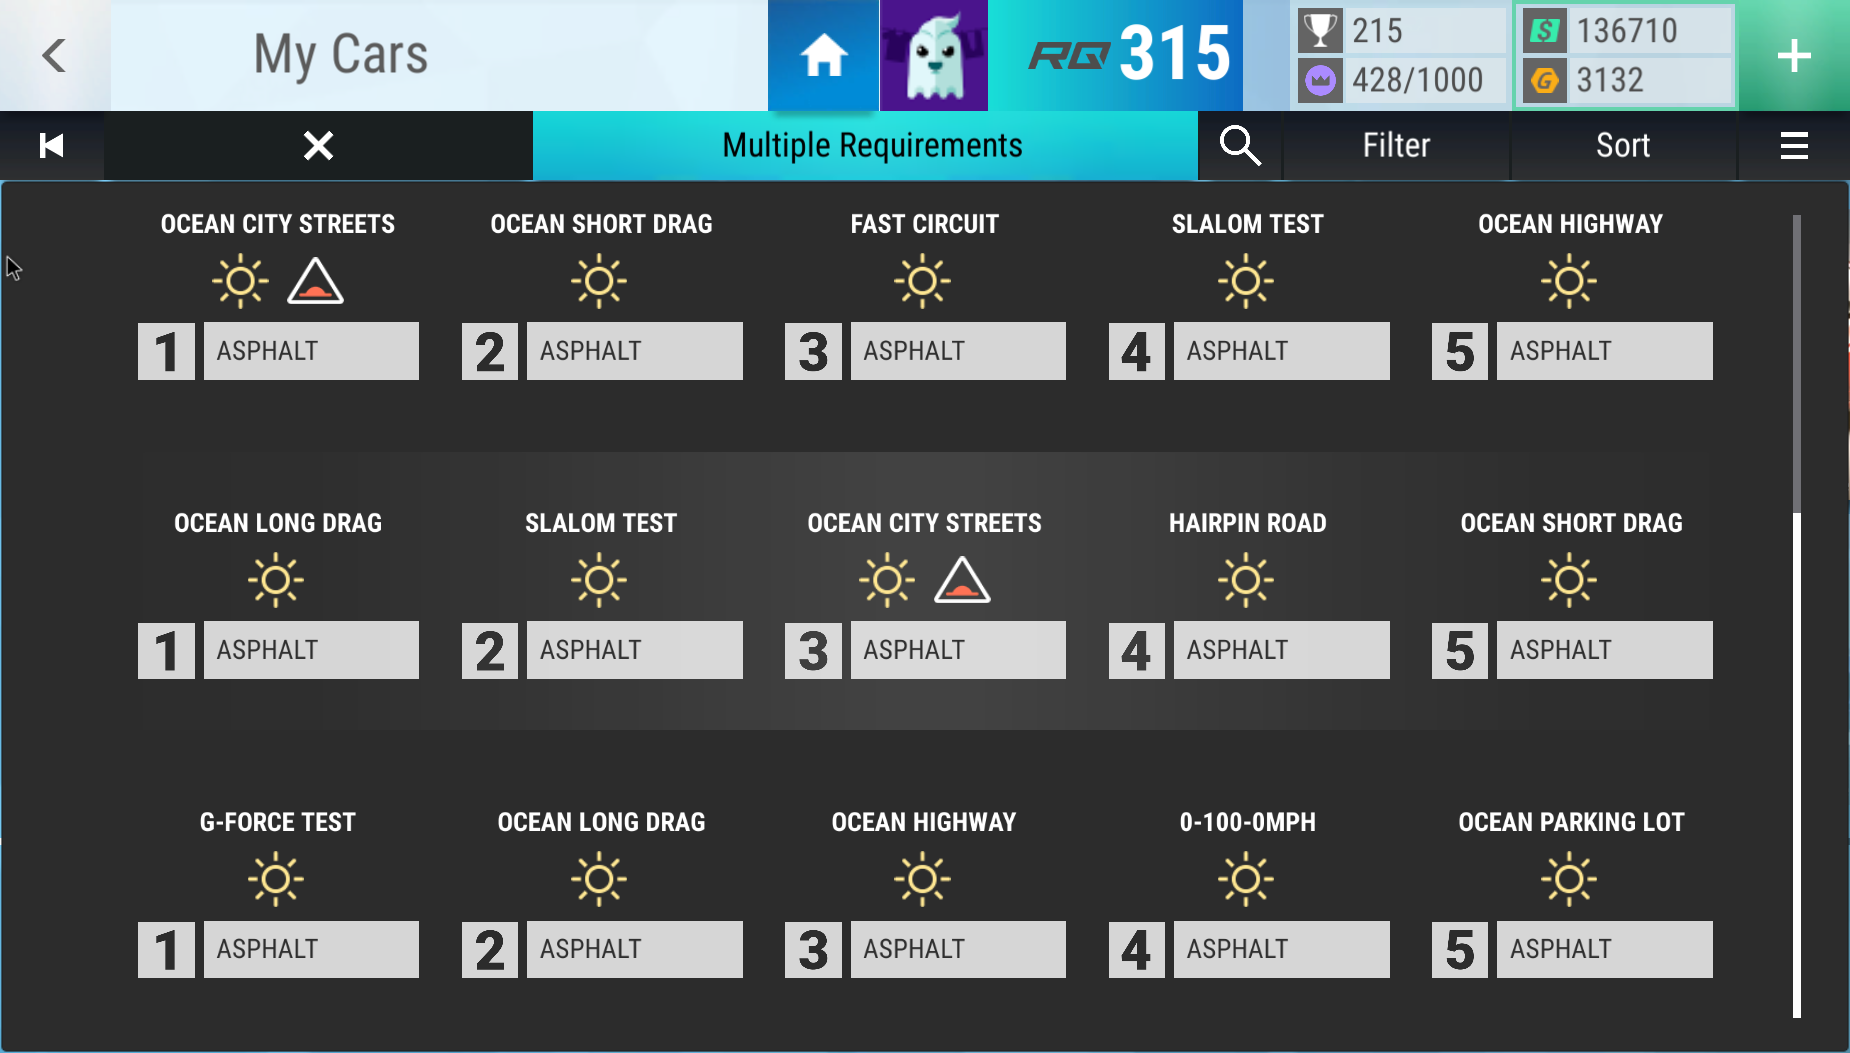 My Cars
RQ 315
215
428/1000
$ 136710
G 3132
+
Multiple Requirements
Filter
Sort
OCEAN CITY STREETS
OCEAN SHORT DRAG
FAST CIRCUIT
SLALOM TEST
OCEAN HIGHWAY
1 ASPHALT
2 ASPHALT
3 ASPHALT
4 ASPHALT
5 ASPHALT
OCEAN LONG DRAG
SLALOM TEST
OCEAN CITY STREETS
HAIRPIN ROAD
OCEAN SHORT DRAG
1 ASPHALT
2 ASPHALT
3 ASPHALT
4 ASPHALT
5 ASPHALT
G-FORCE TEST
OCEAN LONG DRAG
OCEAN HIGHWAY
0-100-0MPH
OCEAN PARKING LOT
1 ASPHALT
2 ASPHALT
3 ASPHALT
4 ASPHALT
5 ASPHALT